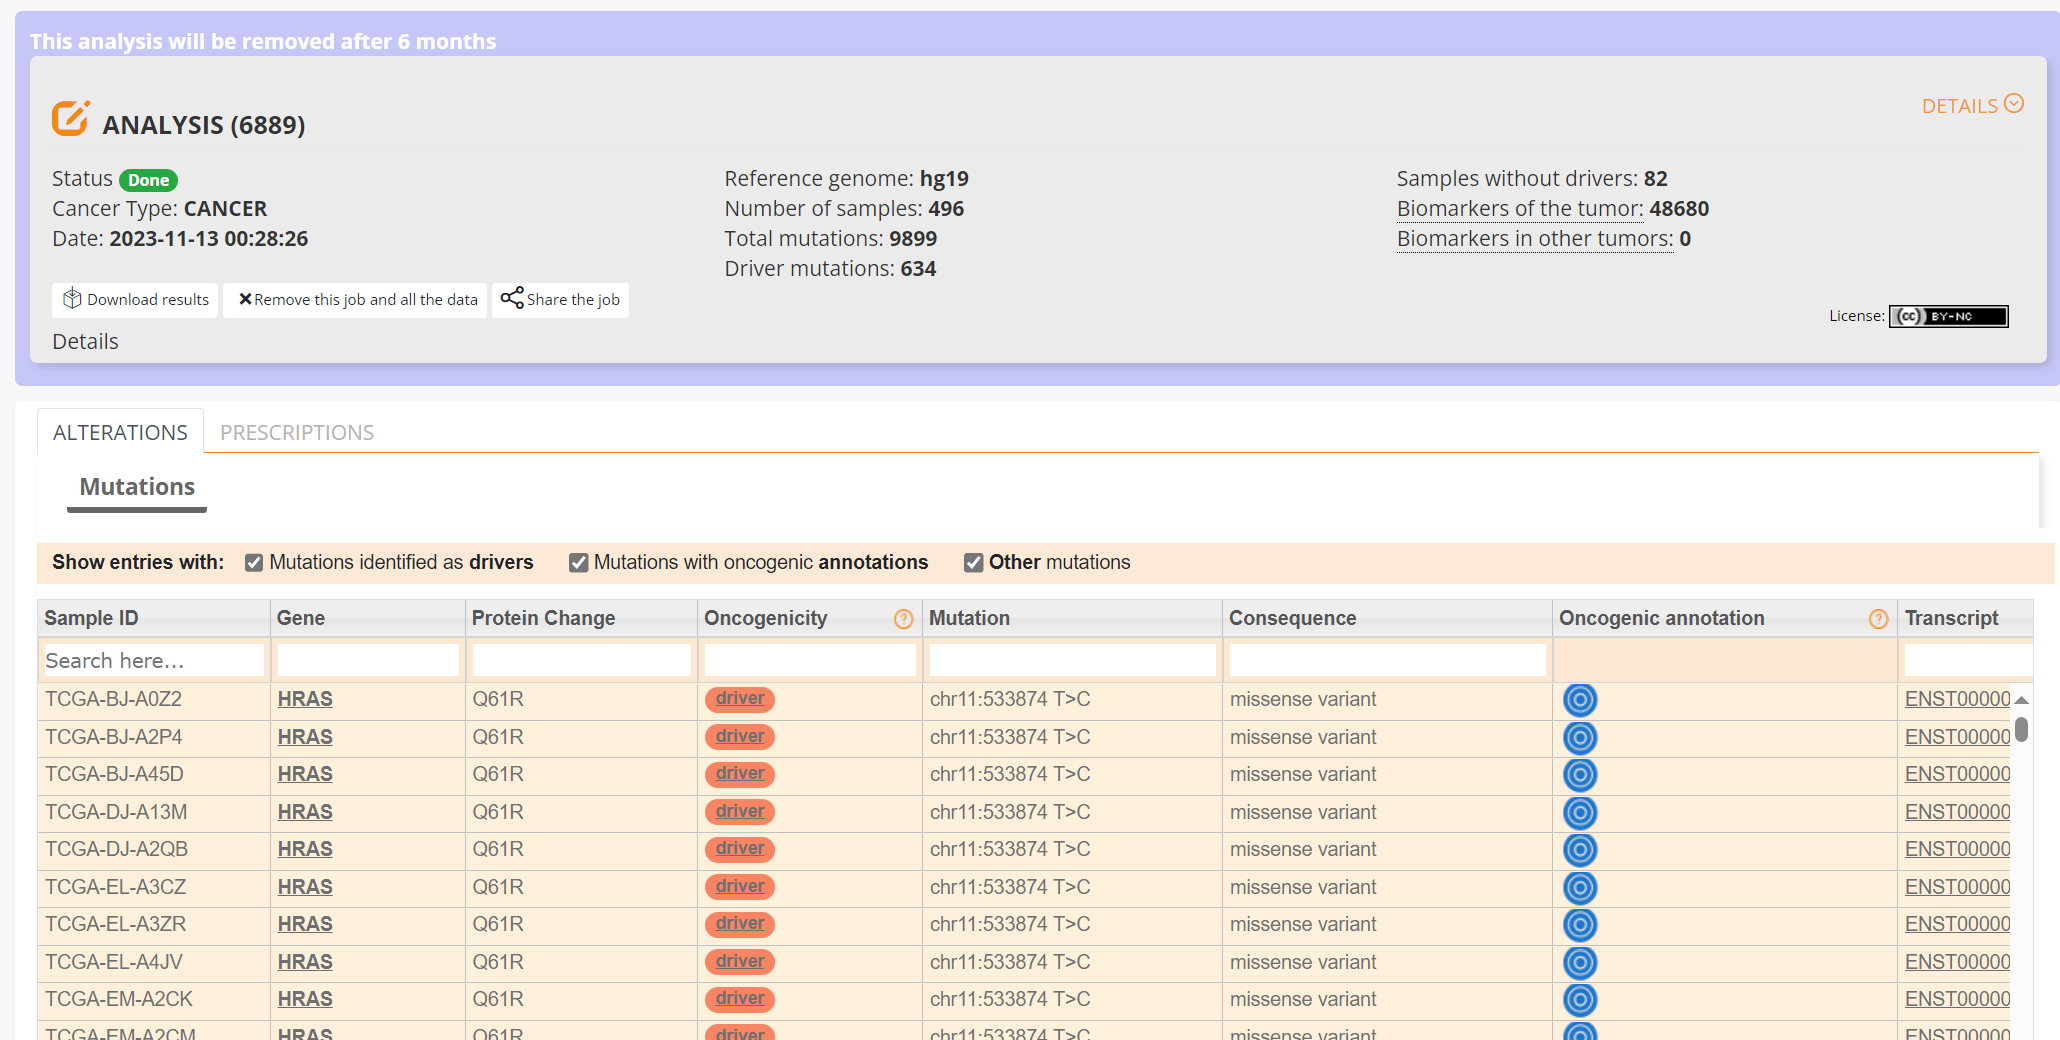 This analysis will be removed after 6 months
DETAILS
ANALYSIS (6889)
Status Done
Cancer Type: CANCER
Date: 2023-11-13 00:28:26
Reference genome: hg19
Number of samples: 496
Total mutations: 9899
Driver mutations: 634
Samples without drivers: 82
Biomarkers of the tumor: 48680
Biomarkers in other tumors: 0
Download results
Remove this job and all the data
Share the job
License: (cc) BY-NC
Details
ALTERATIONS PRESCRIPTIONS
Mutations
Show entries with: Mutations identified as drivers Mutations with oncogenic annotations Other mutations
Sample ID Gene Protein Change Oncogenicity ? Mutation Consequence Oncogenic annotation ? Transcript
Search here...
TCGA-BJ-A0Z2 HRAS Q61R driver chr11:533874 T>C missense variant ENST00000
TCGA-BJ-A2P4 HRAS Q61R driver chr11:533874 T>C missense variant ENST00000
TCGA-BJ-A45D HRAS Q61R driver chr11:533874 T>C missense variant ENST00000
TCGA-DJ-A13M HRAS Q61R driver chr11:533874 T>C missense variant ENST00000
TCGA-DJ-A2QB HRAS Q61R driver chr11:533874 T>C missense variant ENST00000
TCGA-EL-A3CZ HRAS Q61R driver chr11:533874 T>C missense variant ENST00000
TCGA-EL-A3ZR HRAS Q61R driver chr11:533874 T>C missense variant ENST00000
TCGA-EL-A4JV HRAS Q61R driver chr11:533874 T>C missense variant ENST00000
TCGA-EM-A2CK HRAS Q61R driver chr11:533874 T>C missense variant ENST00000
TCGA-EM-A2CM HRAS Q61R driver chr11:533874 T>C missense variant ENST00000